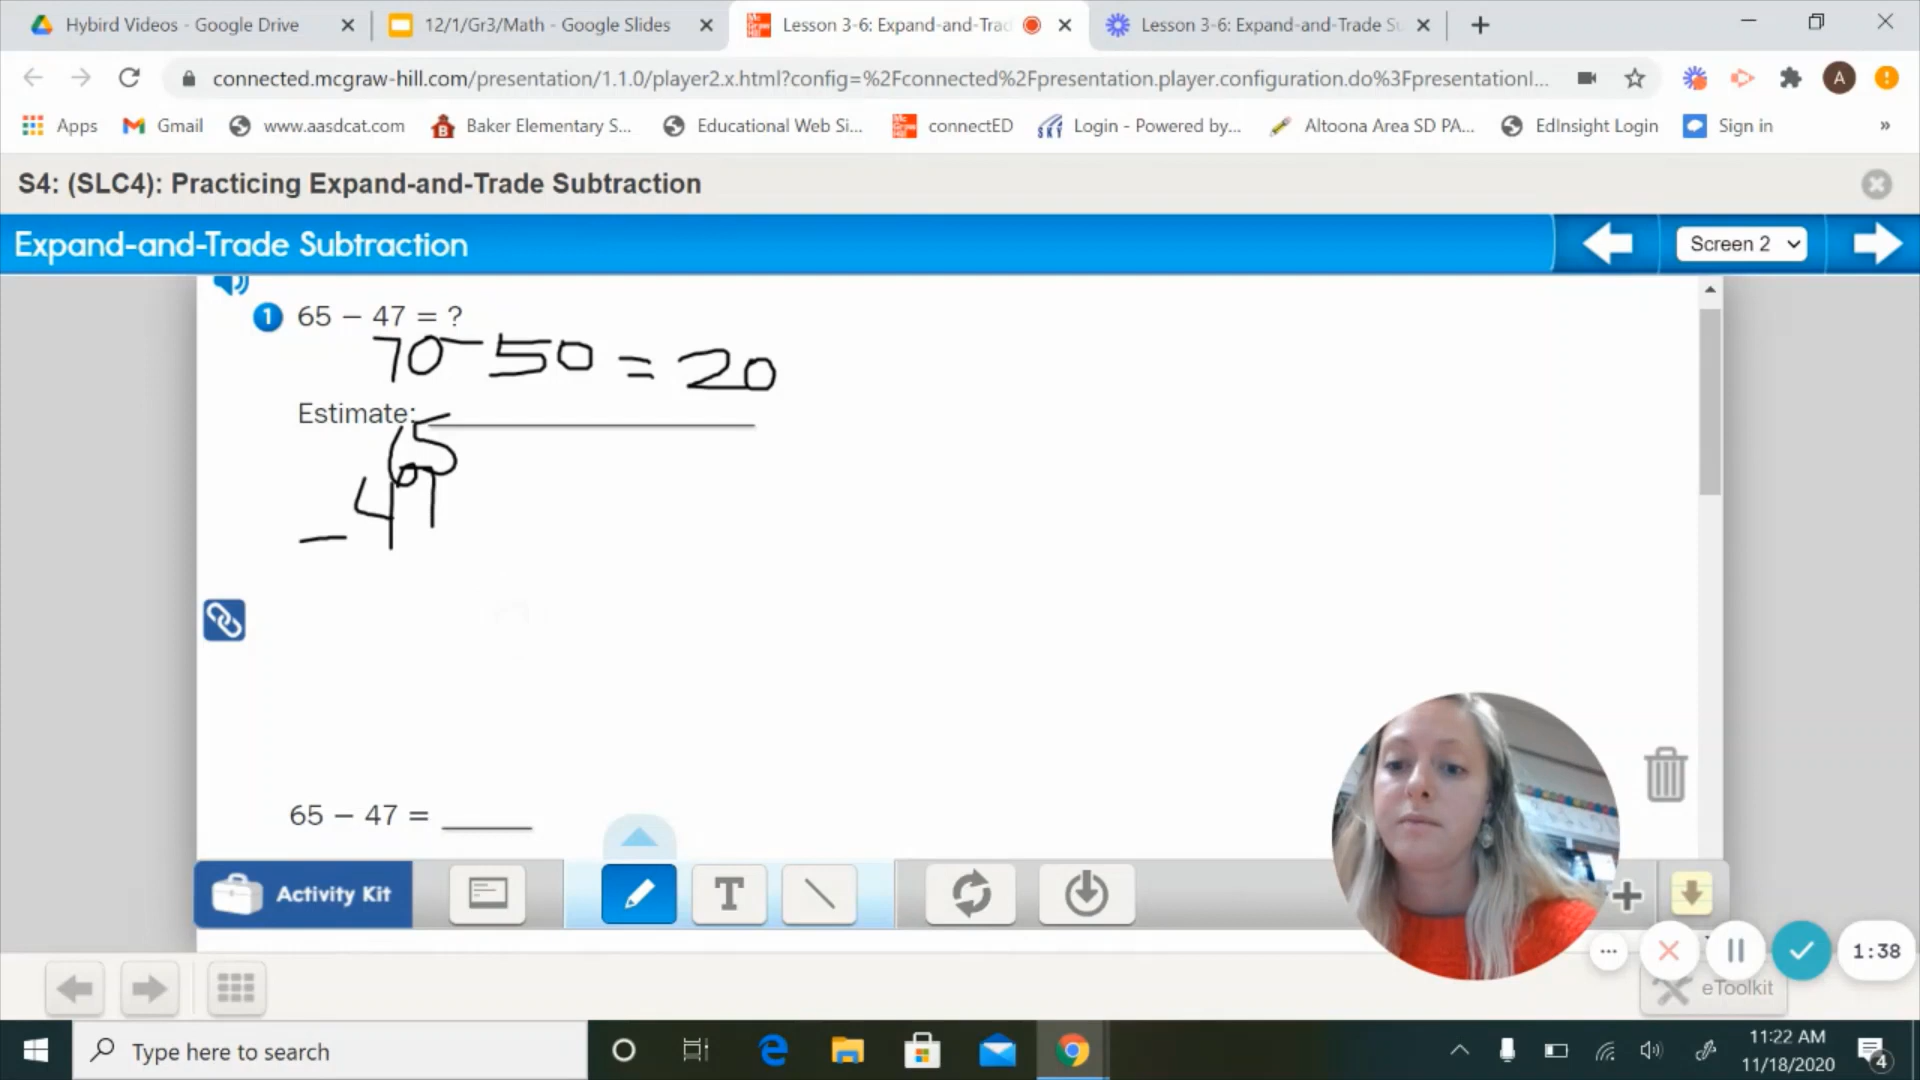 Hybird Videos - Google Drive
12/1/Gr3/Math - Google Slides
Lesson 3-6: Expand-and-Trad
Lesson 3-6: Expand-and-Trade Su
connected.mcgraw-hill.com/presentation/1.1.0/player2.x.html?config=%2Fconnected%2Fpresentation.player.configuration.do%3FpresentationI...
A
Apps
Gmail
www.aasdcat.com
Baker Elementary S...
Educational Web Si...
connectED
Login - Powered by...
Altoona Area SD PA...
EdInsight Login
Sign in
»
S4: (SLC4): Practicing Expand-and-Trade Subtraction
Expand-and-Trade Subtraction
Screen 2
1 65 − 47 = ?
70 - 50 = 20
Estimate:
65
- 47
65 − 47 =
Activity Kit
T
1:38
eToolkit
Type here to search
11:22 AM
11/18/2020
4